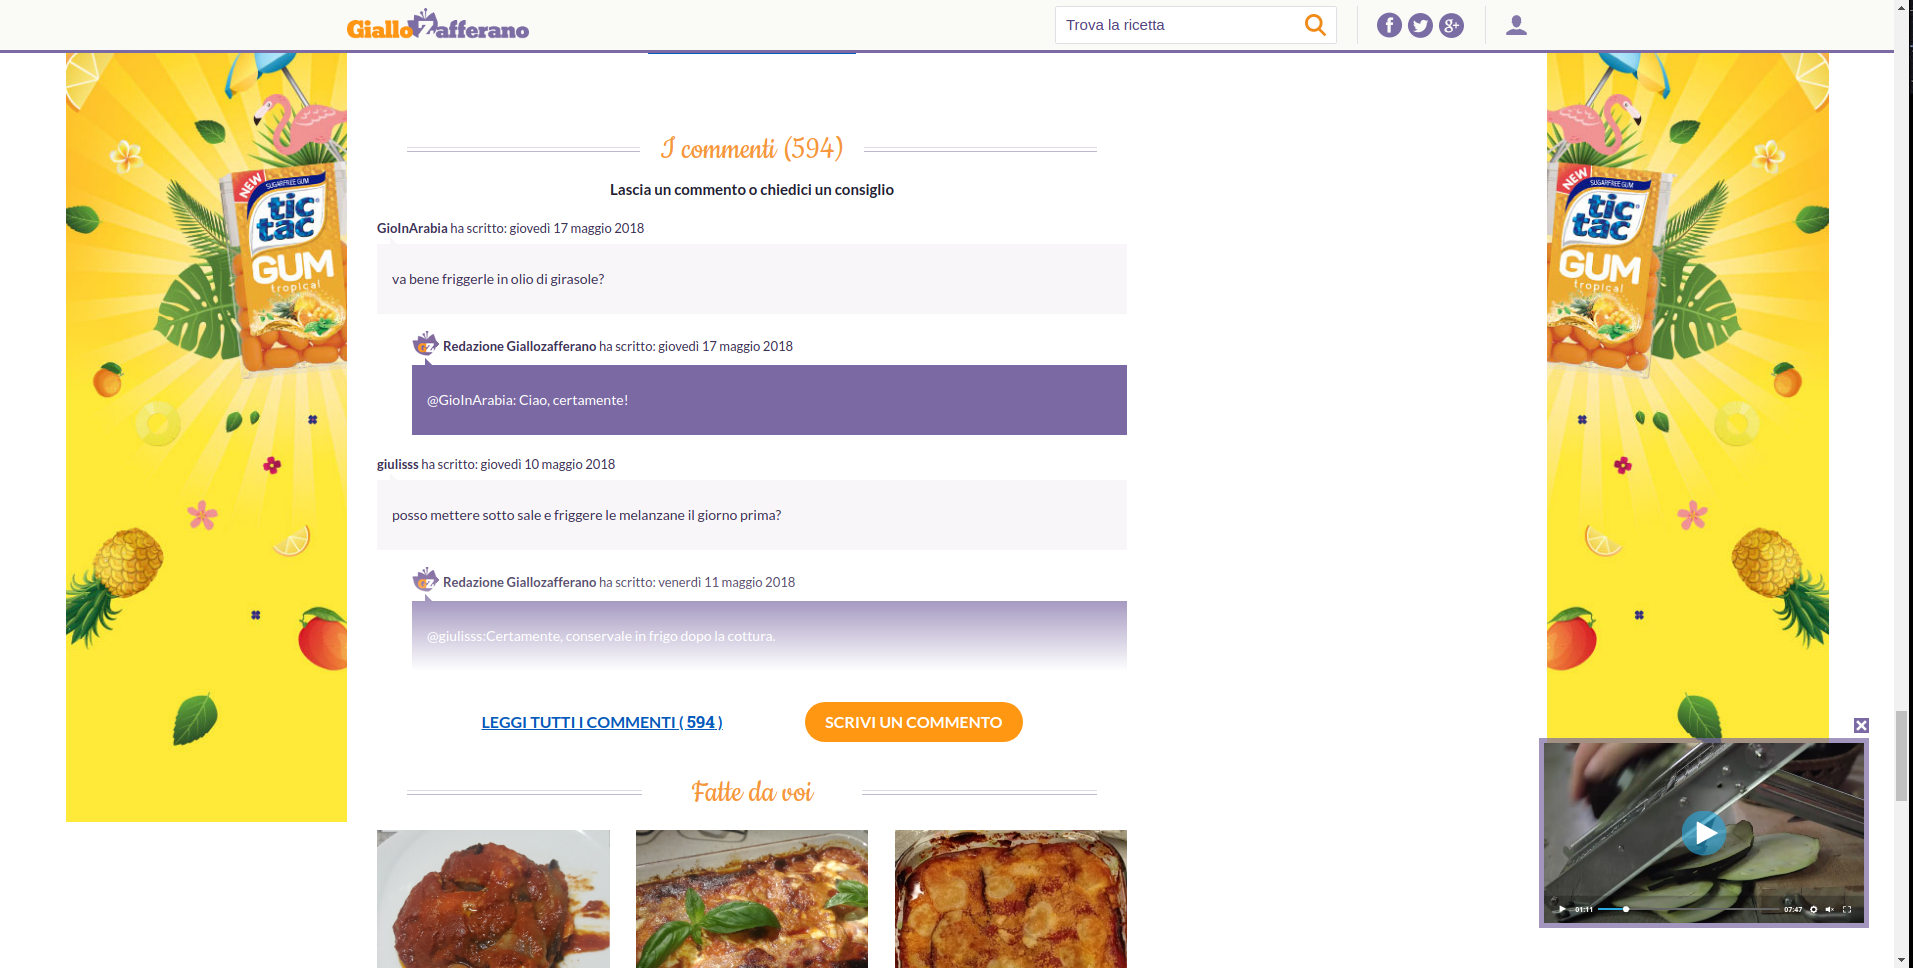 GialloZafferano
Trova la ricetta
I commenti (594)
Lascia un commento o chiedici un consiglio
GioInArabia ha scritto: giovedì 17 maggio 2018
va bene friggerle in olio di girasole?
Redazione Giallozafferano ha scritto: giovedì 17 maggio 2018
@GioInArabia: Ciao, certamente!
giulisss ha scritto: giovedì 10 maggio 2018
posso mettere sotto sale e friggere le melanzane il giorno prima?
Redazione Giallozafferano ha scritto: venerdì 11 maggio 2018
@giulisss:Certamente, conservale in frigo dopo la cottura.
LEGGI TUTTI I COMMENTI ( 594 )
SCRIVI UN COMMENTO
Fatte da voi
NEW
SUGARFREE GUM
tic
tac
GUM
tropical
NEW
SUGARFREE GUM
tic
tac
GUM
tropical
01:11
07:47